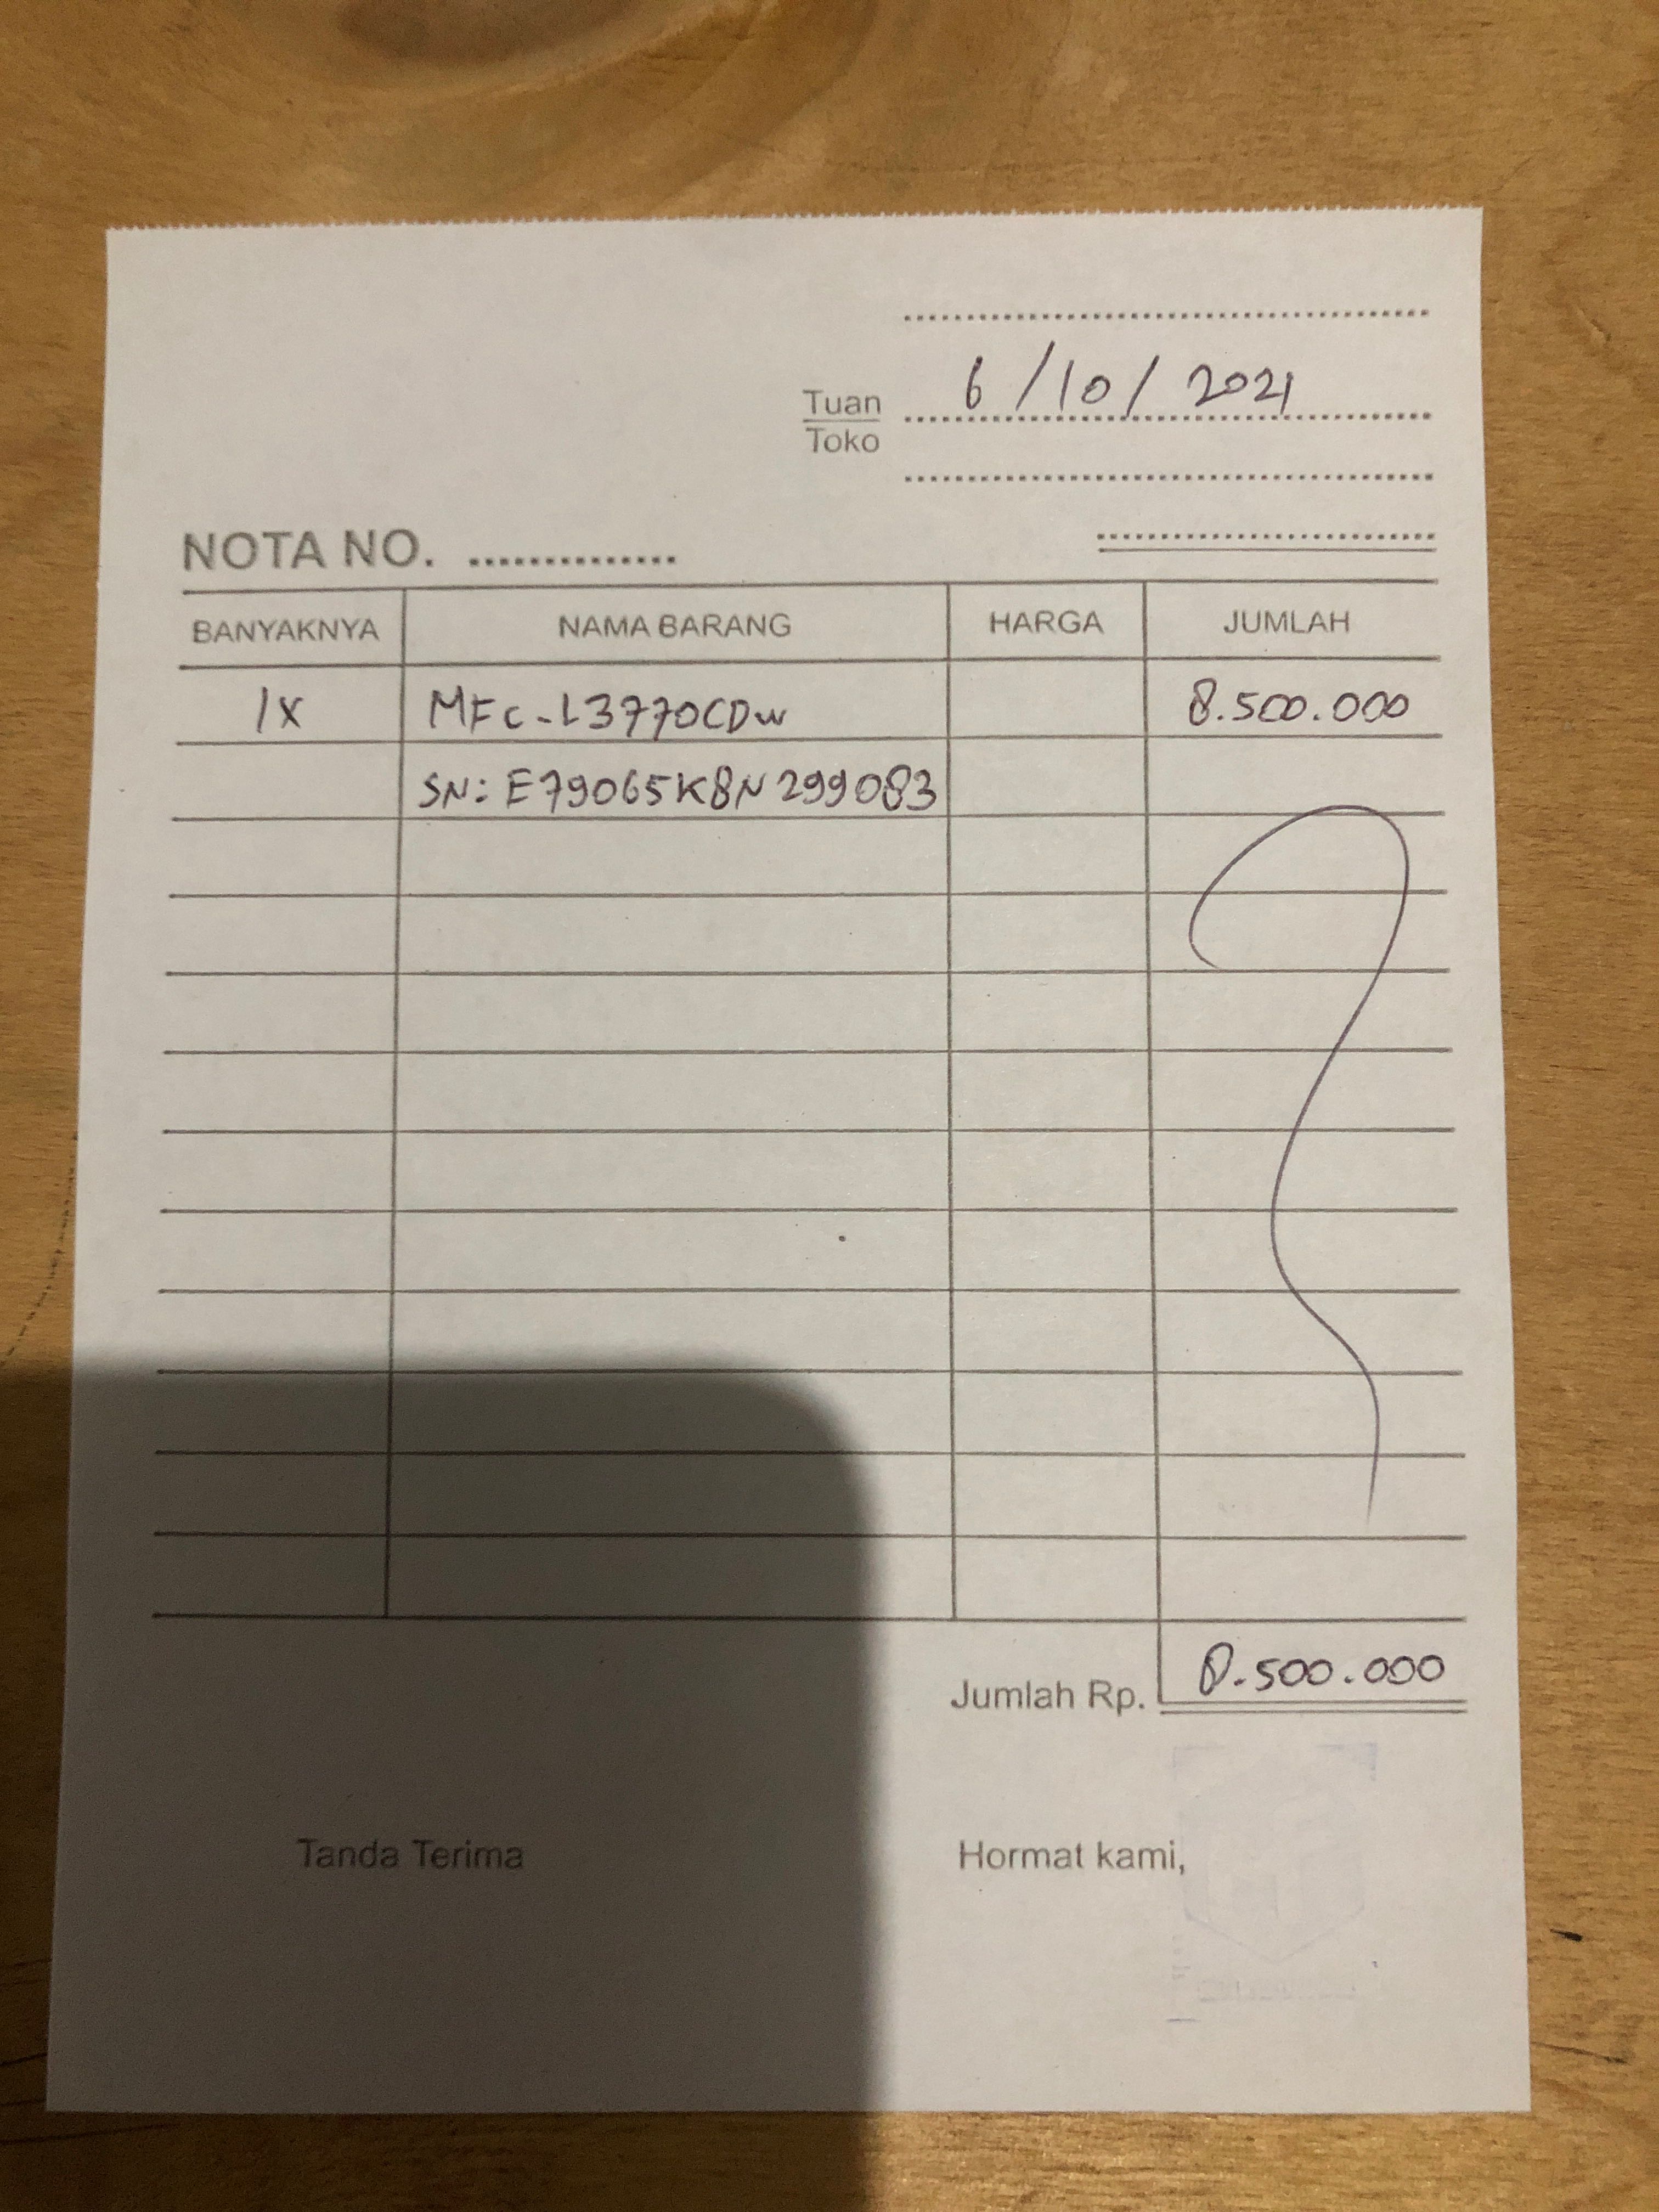 6/10/2021
Tuan
Toko
NOTA NO. ..............
BANYAKNYA NAMA BARANG HARGA JUMLAH
1X MFC-L3770CDW 8.500.000
SN: E79065K8N299083
Jumlah Rp. 8.500.000
Tanda Terima Hormat kami,